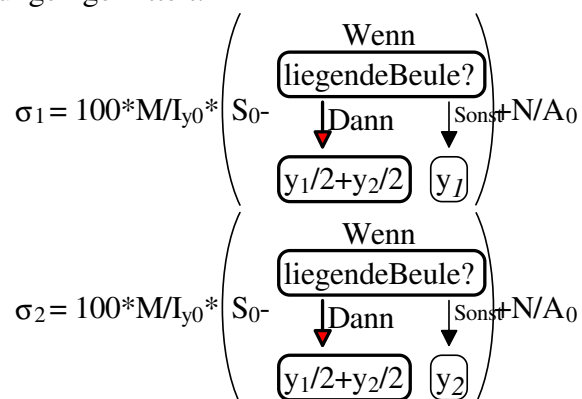 Wenn
liegendeBeule?
σ1 = 100*M/Iy0* ( S0- Dann Sonst )+N/A0
y1/2+y2/2 y1
Wenn
liegendeBeule?
σ2 = 100*M/Iy0* ( S0- Dann Sonst )+N/A0
y1/2+y2/2 y2